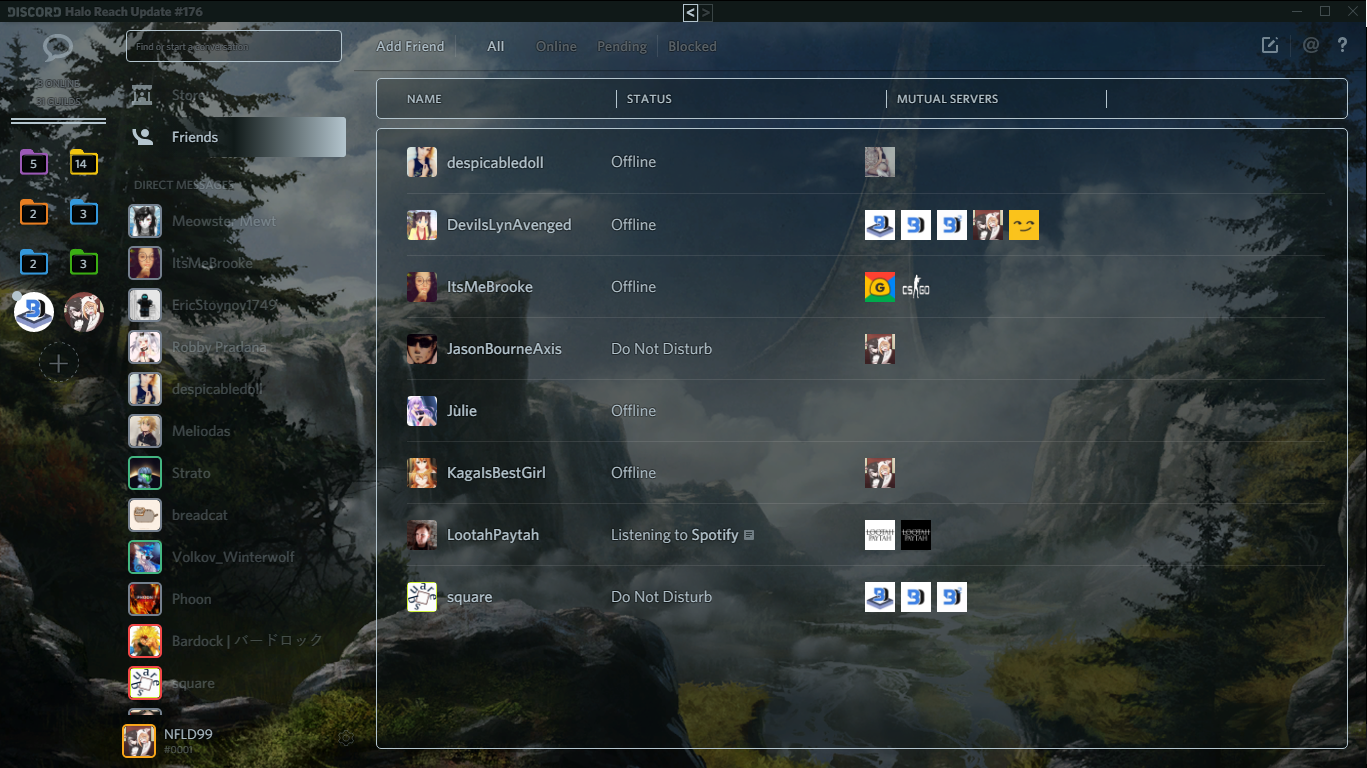 DISCORD Halo Reach Update #176
< >
Find or start a conversation
Add Friend All Online Pending Blocked
@ ?
8 ONLINE
31 GUILDS
Store
Friends
DIRECT MESSAGES
5 14
2 3
2 3
Meowster Mewt
ItsMeBrooke
EricStoynov1749
Robby Pradana
despicabledoll
Meliodas
Strato
breadcat
Volkov_Winterwolf
Phoon
Bardock | バードロック
square
NFLD99
#0001
NAME STATUS MUTUAL SERVERS
despicabledoll Offline
DevilsLynAvenged Offline
ItsMeBrooke Offline G CS GO
JasonBourneAxis Do Not Disturb
Jùlie Offline
KagaIsBestGirl Offline
LootahPaytah Listening to Spotify LOOTAH PAYTAH LOOTAH PAYTAH
square Do Not Disturb